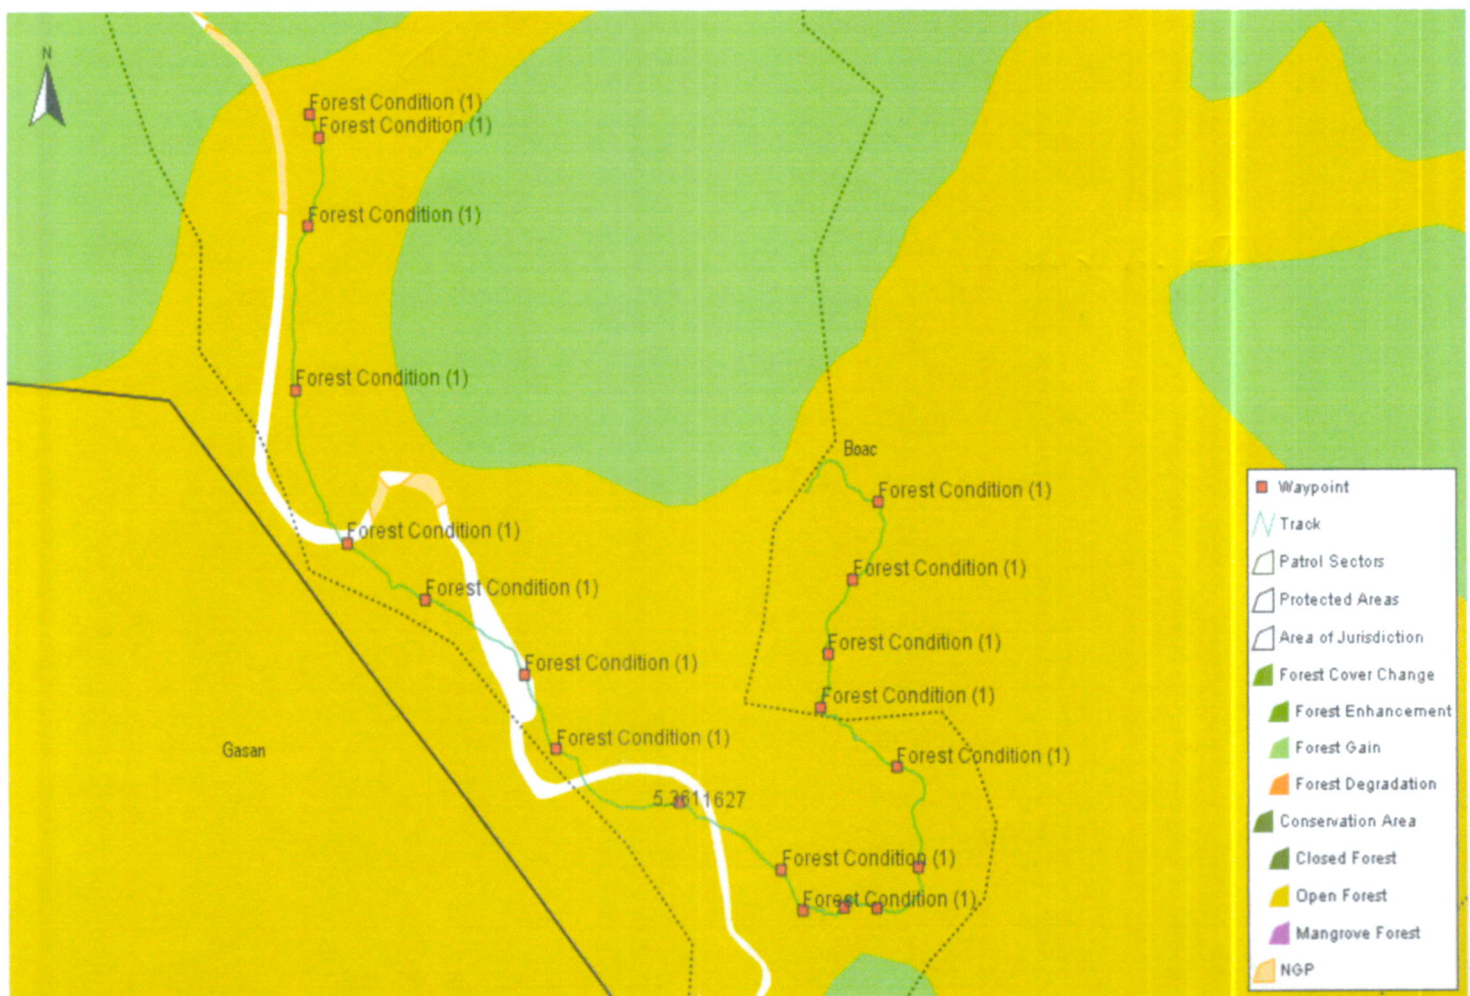 N
Forest Condition (1)
Forest Condition (1)
Forest Condition (1)
Forest Condition (1)
Boac
Forest Condition (1)
Forest Condition (1)
Forest Condition (1)
Forest Condition (1)
Forest Condition (1)
Forest Condition (1)
Forest Condition (1)
Forest Condition (1)
Gasan
Forest Condition (1)
5.3611627
Forest Condition (1)
Forest Condition (1)
Waypoint
Track
Patrol Sectors
Protected Areas
Area of Jurisdiction
Forest Cover Change
Forest Enhancement
Forest Gain
Forest Degradation
Conservation Area
Closed Forest
Open Forest
Mangrove Forest
NGP